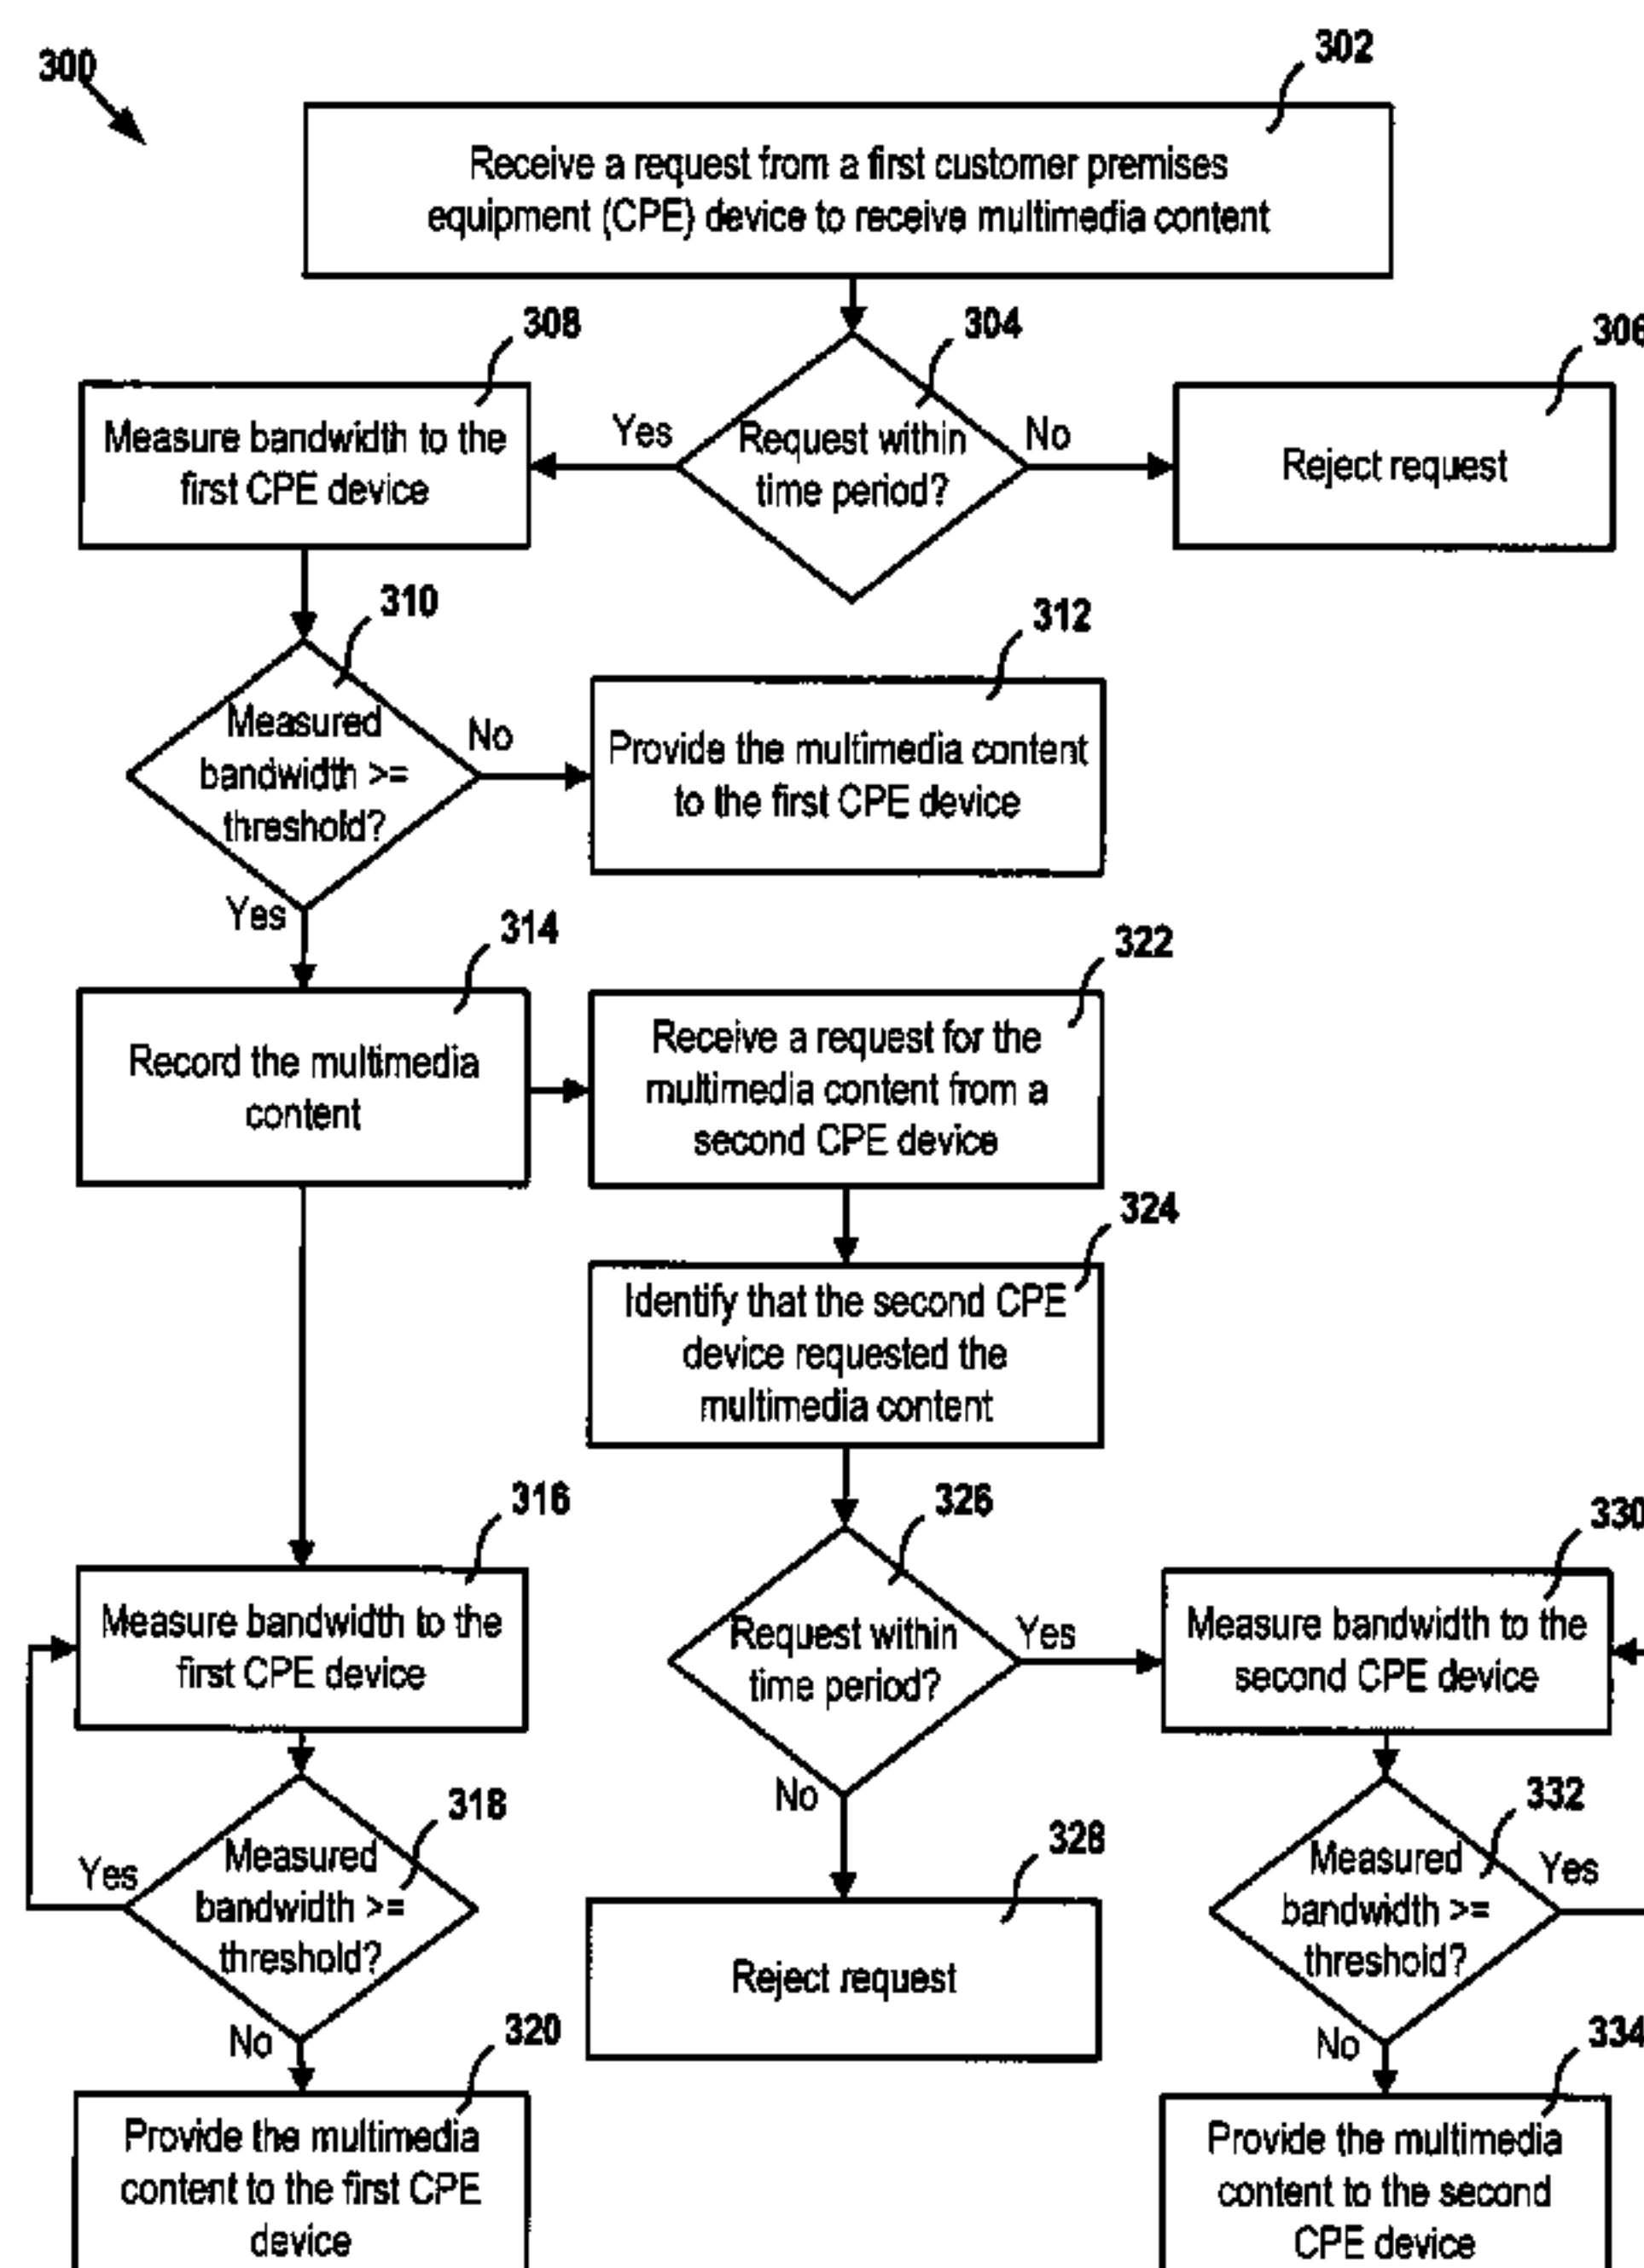 300
302
Receive a request from a first customer premises
equipment (CPE) device to receive multimedia content
308
304
306
Measure bandwidth to the
first CPE device
Yes
Request within
time period?
No
Reject request
310
312
Measured
bandwidth >=
threshold?
No
Yes
Provide the multimedia content
to the first CPE device
314
322
Record the multimedia
content
Receive a request for the
multimedia content from a
second CPE device
324
Identify that the second CPE
device requested the
multimedia content
316
326
330
Measure bandwidth to the
first CPE device
Request within
time period?
Yes
No
Measure bandwidth to the
second CPE device
318
328
332
Yes
Measured
bandwidth >=
threshold?
No
Reject request
Measured
bandwidth >=
threshold?
Yes
No
320
334
Provide the multimedia
content to the first CPE
device
Provide the multimedia
content to the second
CPE device